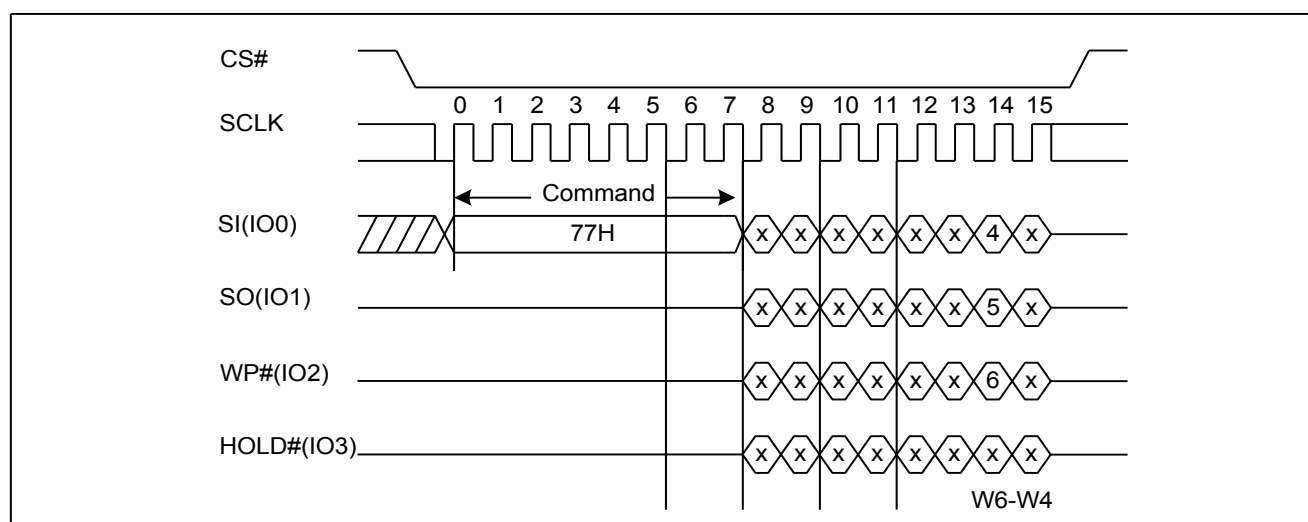 CS#
0 1 2 3 4 5 6 7 8 9 10 11 12 13 14 15
SCLK
Command
SI(IO0) 77H x x x x x x 4 x
SO(IO1) x x x x x x 5 x
WP#(IO2) x x x x x x 6 x
HOLD#(IO3) x x x x x x x x
W6-W4